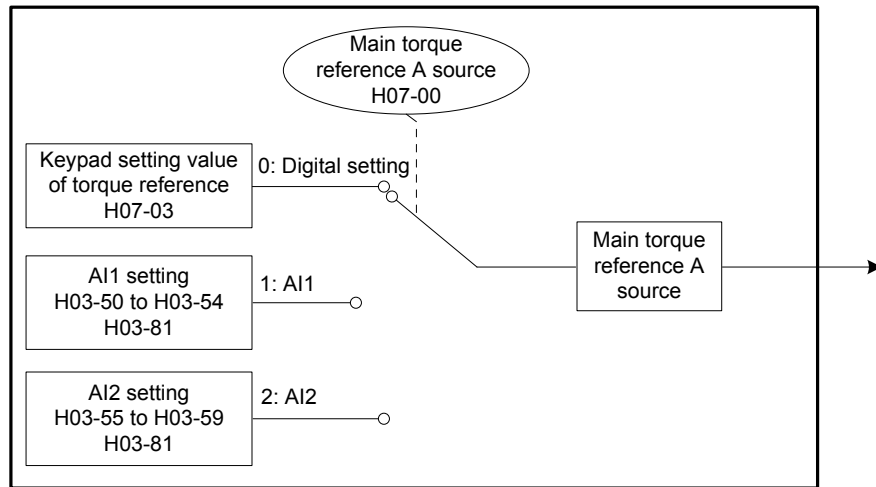 Main torque
reference A source
H07-00
Keypad setting value
of torque reference
H07-03
0: Digital setting
Main torque
reference A
source
AI1 setting
H03-50 to H03-54
H03-81
1: AI1
AI2 setting
H03-55 to H03-59
H03-81
2: AI2